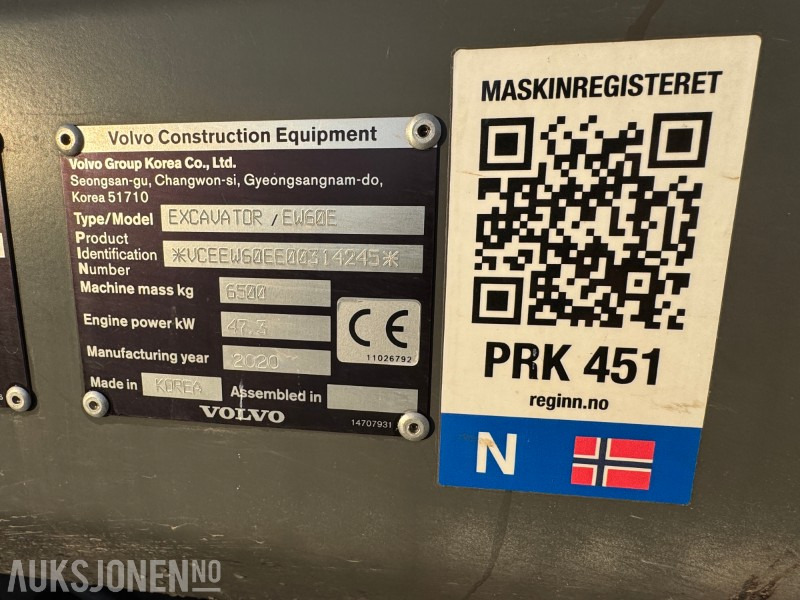 Volvo Construction Equipment
Volvo Group Korea Co., Ltd.
Seongsan-gu, Changwon-si, Gyeongsangnam-do,
Korea 51710
Type/Model EXCAVATOR / EW60E
Product
Identification *VCEEW60EE00314245*
Number
Machine mass kg 6500
Engine power kW 47.3
Manufacturing year 2020
Made in KOREA Assembled in
CE
11026792
VOLVO
14707931
MASKINREGISTERET
PRK 451
reginn.no
N
AUKSJONEN NO